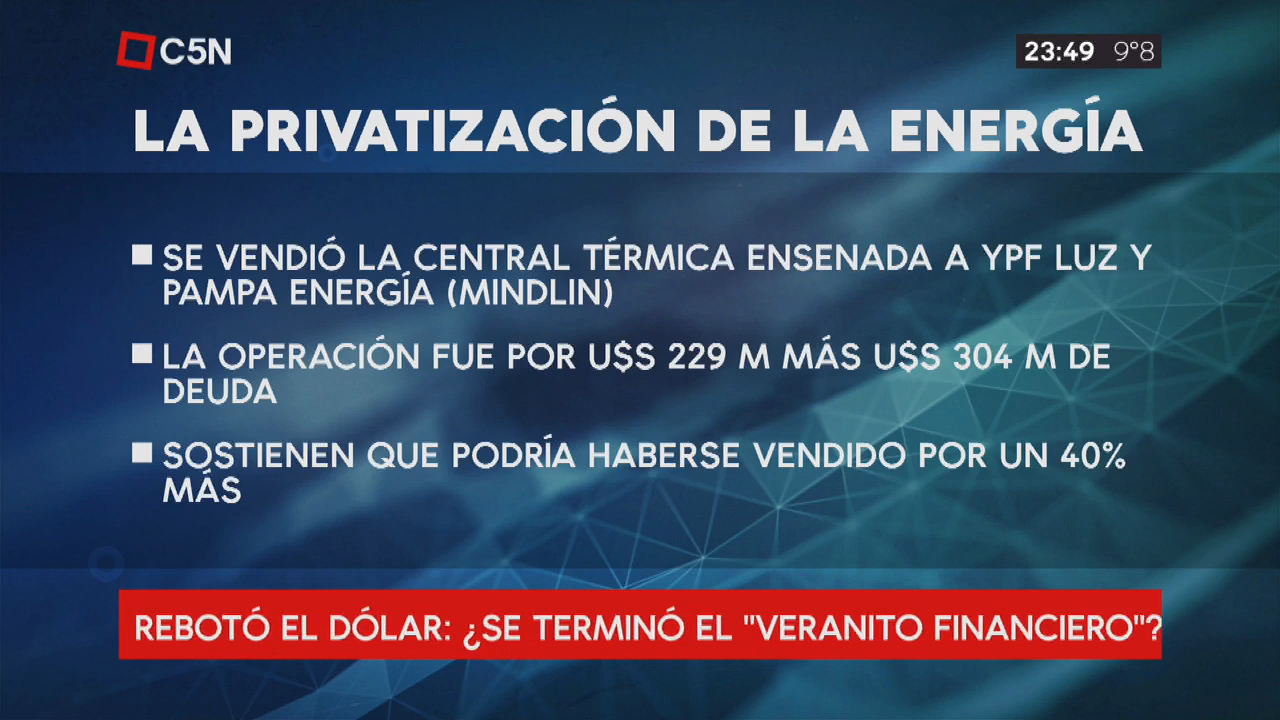 C5N
23:49 9°8
LA PRIVATIZACIÓN DE LA ENERGÍA
■ SE VENDIÓ LA CENTRAL TÉRMICA ENSENADA A YPF LUZ Y
PAMPA ENERGÍA (MINDLIN)
■ LA OPERACIÓN FUE POR U$S 229 M MÁS U$S 304 M DE
DEUDA
■ SOSTIENEN QUE PODRÍA HABERSE VENDIDO POR UN 40%
MÁS
REBOTÓ EL DÓLAR: ¿SE TERMINÓ EL "VERANITO FINANCIERO"?